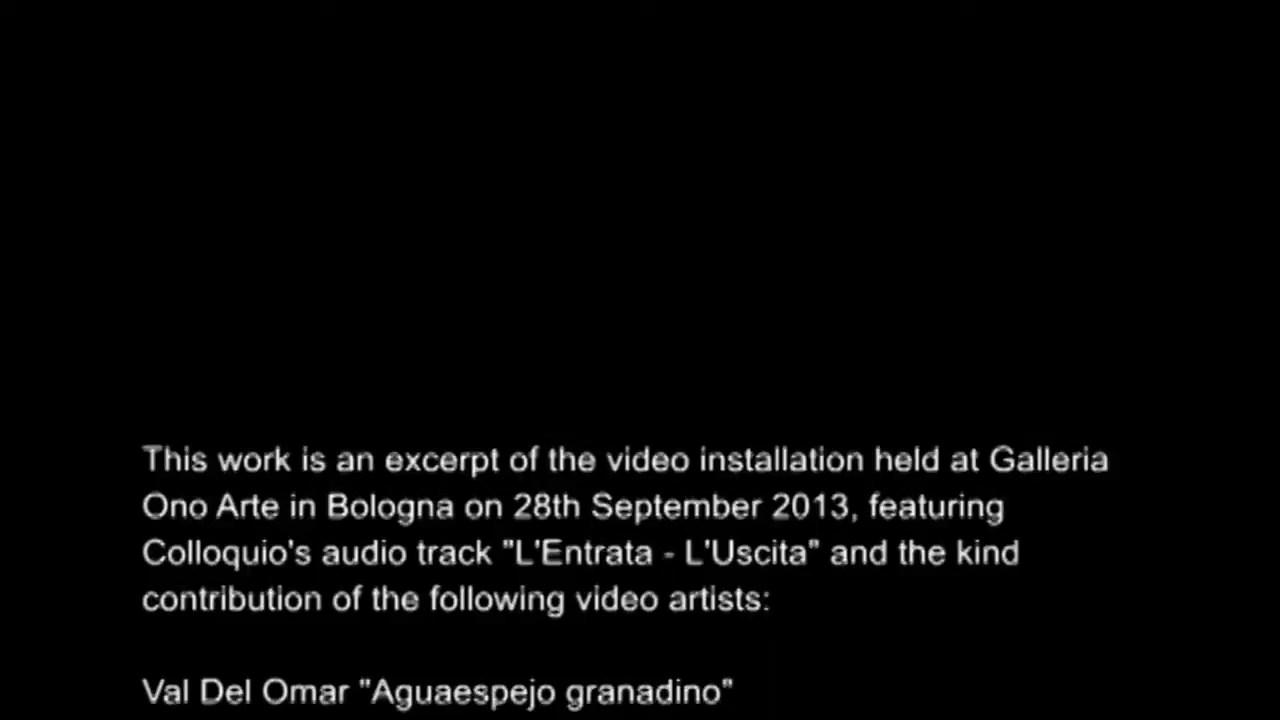 This work is an excerpt of the video installation held at Galleria
Ono Arte in Bologna on 28th September 2013, featuring
Colloquio's audio track "L'Entrata - L'Uscita" and the kind
contribution of the following video artists:
Val Del Omar "Aguaespejo granadino"